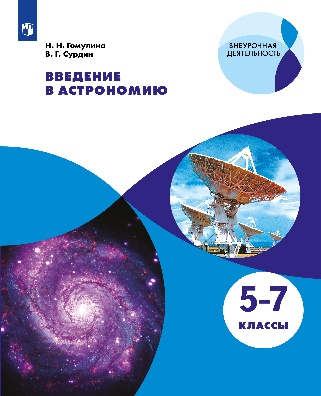 Н. Н. Гомулина
В. Г. Сурдин
ВНЕУРОЧНАЯ
ДЕЯТЕЛЬНОСТЬ
ВВЕДЕНИЕ
В АСТРОНОМИЮ
5–7
КЛАССЫ